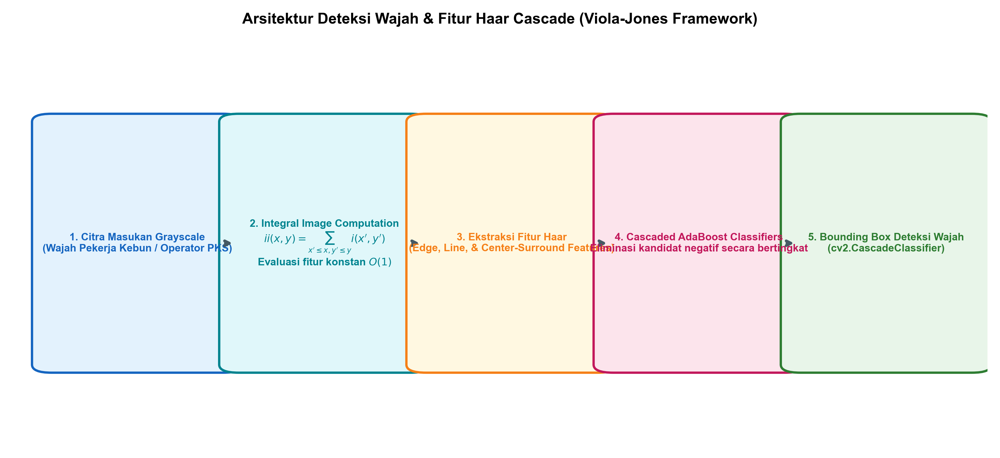 Arsitektur Deteksi Wajah & Fitur Haar Cascade (Viola-Jones Framework)
1. Citra Masukan Grayscale
(Wajah Pekerja Kebun / Operator PKS)
2. Integral Image Computation
ii(x, y) = ∑ i(x′, y′)
x′ ≤ x, y′ ≤ y
Evaluasi fitur konstan O(1)
3. Ekstraksi Fitur Haar
(Edge, Line, & Center-Surround Features)
4. Cascaded AdaBoost Classifiers
Eliminasi kandidat negatif secara bertingkat
5. Bounding Box Deteksi Wajah
(cv2.CascadeClassifier)